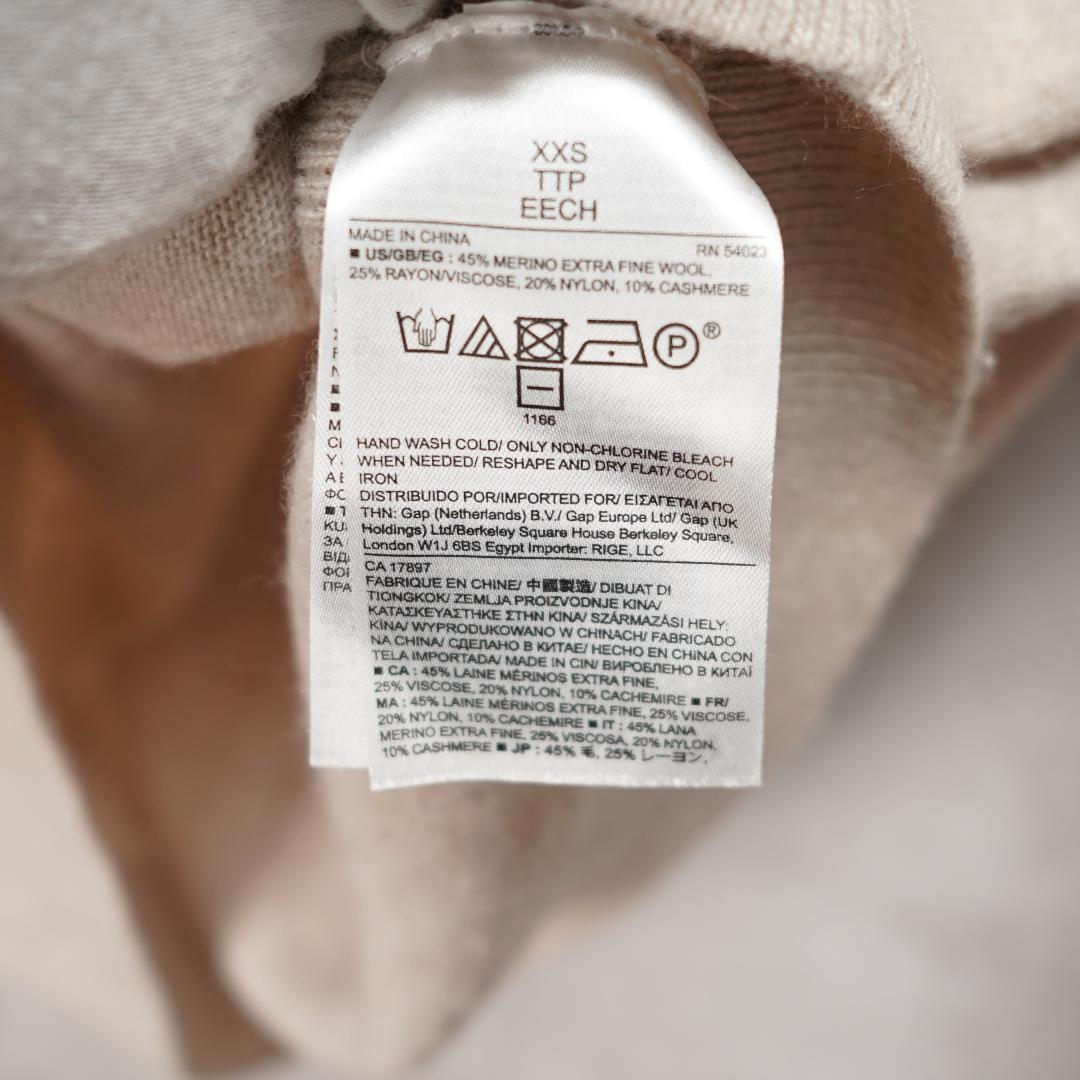 XXS
TTP
EECH
MADE IN CHINA RN 54023
■ US/GB/EG : 45% MERINO EXTRA FINE WOOL,
25% RAYON/VISCOSE, 20% NYLON, 10% CASHMERE
P ®
1166
HAND WASH COLD/ ONLY NON-CHLORINE BLEACH
WHEN NEEDED/ RESHAPE AND DRY FLAT/ COOL
IRON
DISTRIBUIDO POR/IMPORTED FOR/ ΕΙΣΑΓΕΤΑΙ ΑΠΟ
ΤΗΝ: Gap (Netherlands) B.V./ Gap Europe Ltd/ Gap (UK
Holdings) Ltd/Berkeley Square House Berkeley Square,
London W1J 6BS Egypt Importer: RIGE, LLC
CA 17897
FABRIQUE EN CHINE/ 中國製造/ DIBUAT DI
TIONGKOK/ ZEMLJA PROIZVODNJE KINA/
ΚΑΤΑΣΚΕΥΑΣΤΗΚΕ ΣΤΗΝ ΚΙΝΑ/ SZÁRMAZÁSI HELY:
KÍNA/ WYPRODUKOWANO W CHINACH/ FABRICADO
NA CHINA/ СДЕЛАНО В КИТАЕ/ HECHO EN CHINA CON
TELA IMPORTADA/ MADE IN CIN/ ВИРОБЛЕНО В КИТАЇ
■ CA : 45% LAINE MÉRINOS EXTRA FINE,
25% VISCOSE, 20% NYLON, 10% CACHEMIRE ■ FR/
MA : 45% LAINE MÉRINOS EXTRA FINE, 25% VISCOSE,
20% NYLON, 10% CACHEMIRE ■ IT : 45% LANA
MERINO EXTRA FINE, 25% VISCOSA, 20% NYLON,
10% CASHMERE ■ JP : 45% 毛, 25% レーヨン,